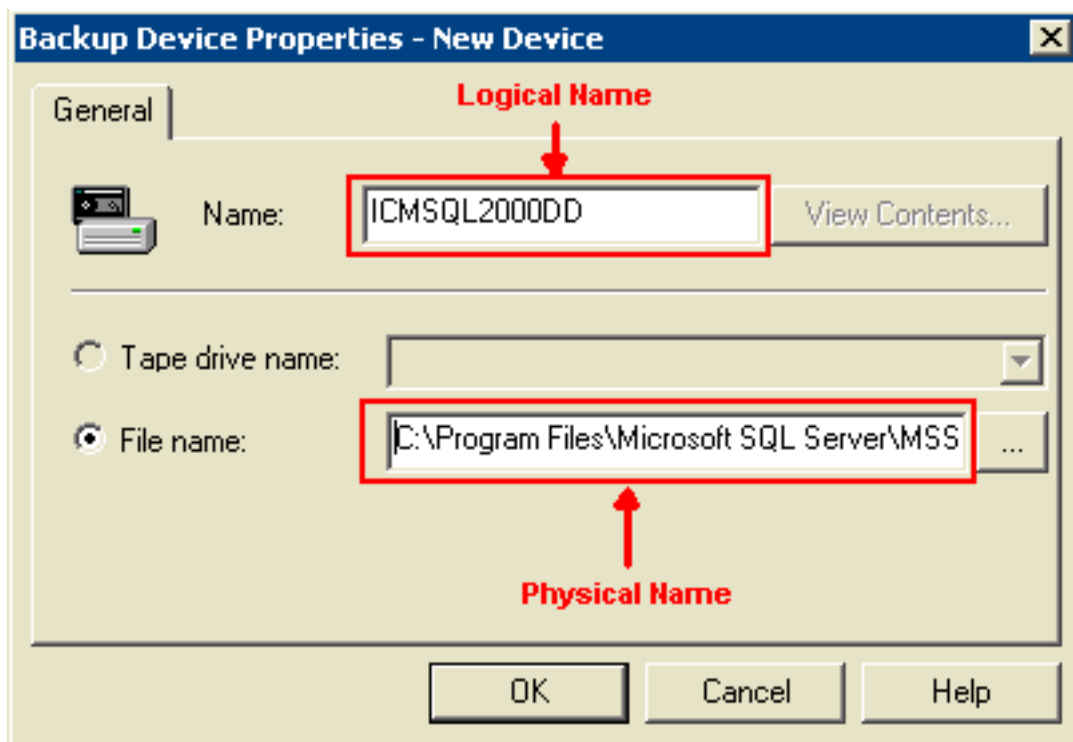 Backup Device Properties - New Device
General
Logical Name
Name:
ICMSQL2000DD
View Contents...
Tape drive name:
File name:
C:\Program Files\Microsoft SQL Server\MSS
...
Physical Name
OK
Cancel
Help